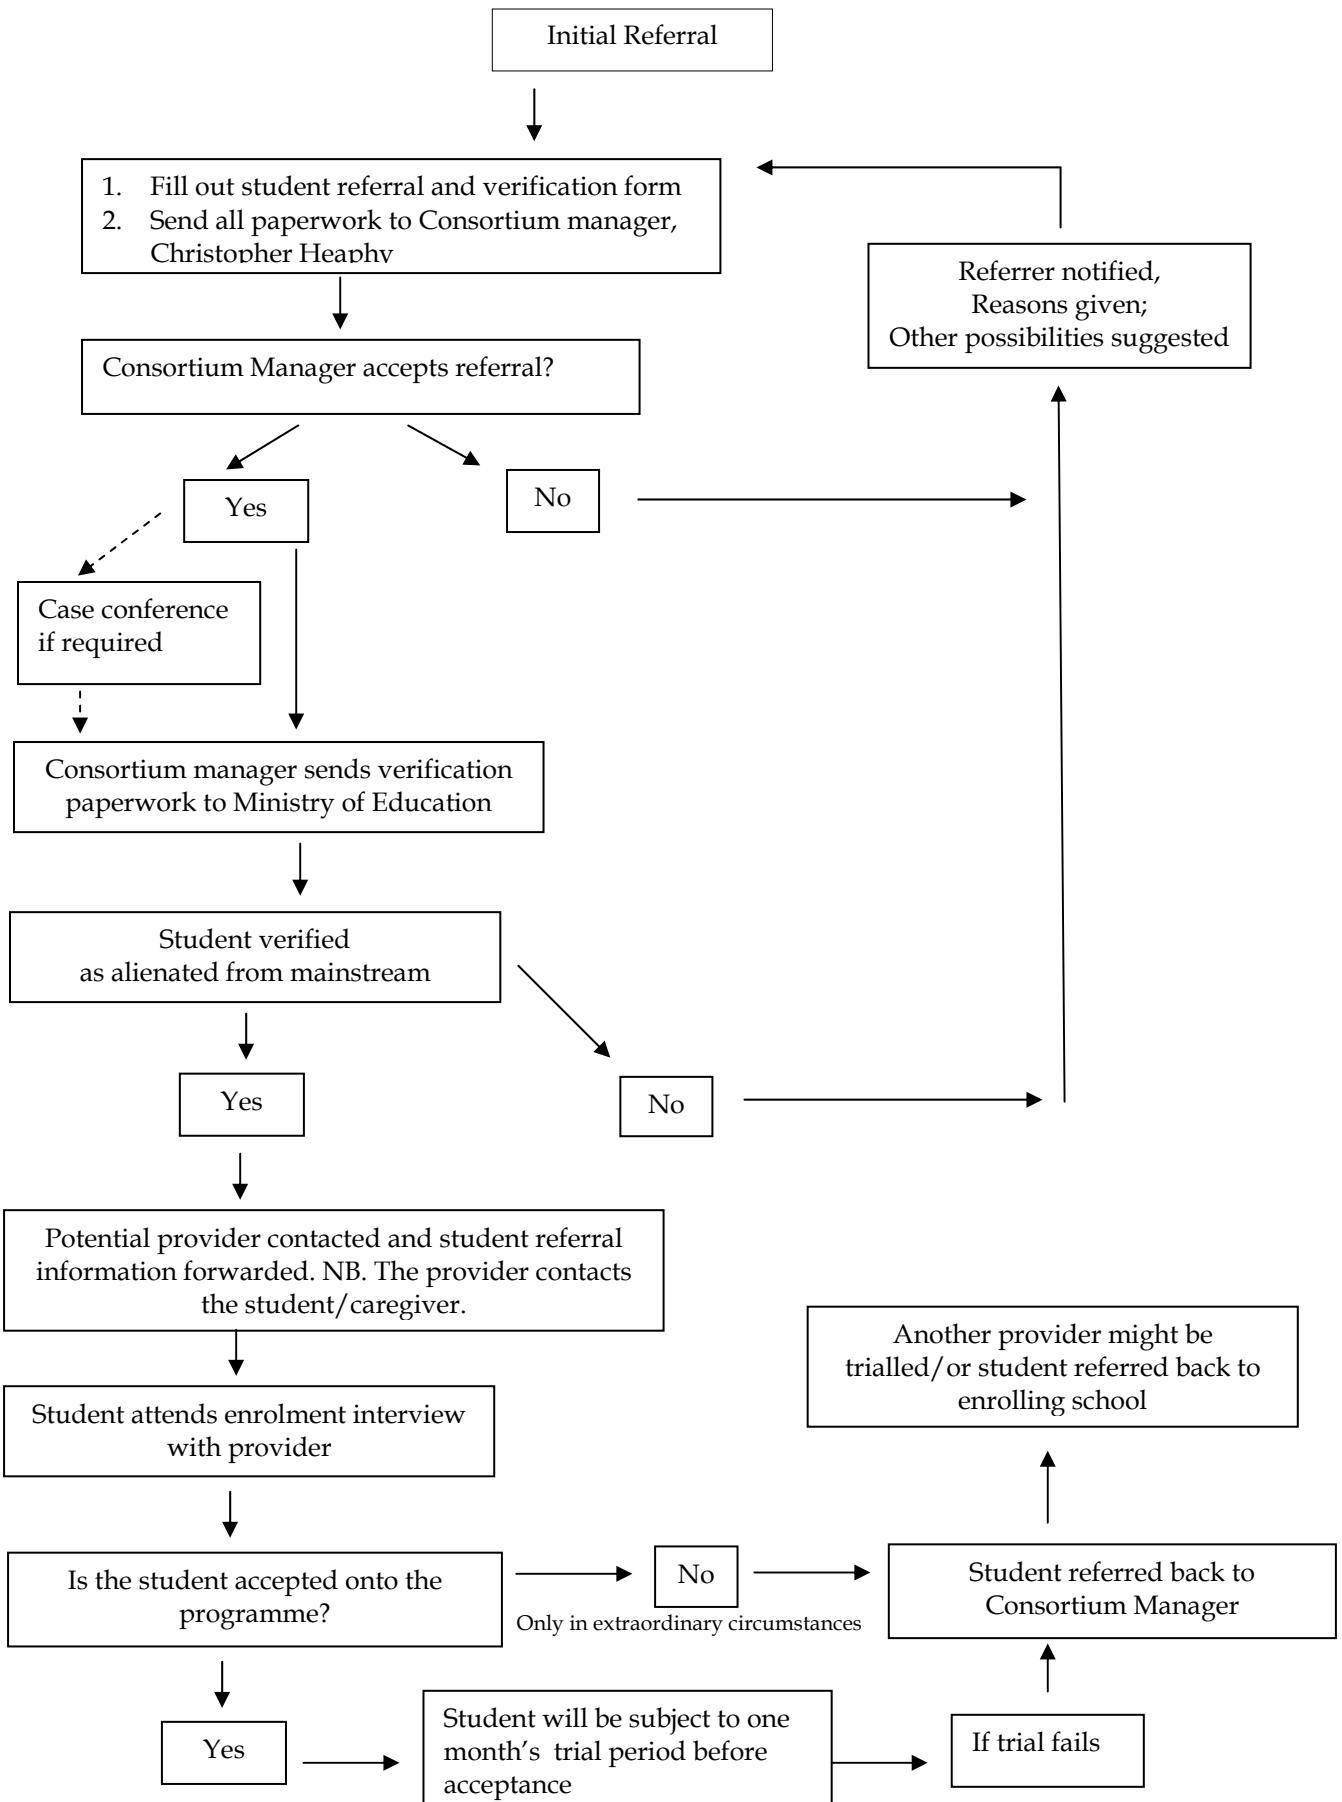 Initial Referral
1. Fill out student referral and verification form
2. Send all paperwork to Consortium manager,
Christopher Heaphy
Referrer notified,
Reasons given;
Other possibilities suggested
Consortium Manager accepts referral?
Yes
No
Case conference
if required
Consortium manager sends verification
paperwork to Ministry of Education
Student verified
as alienated from mainstream
Yes
No
Potential provider contacted and student referral
information forwarded. NB. The provider contacts
the student/caregiver.
Another provider might be
trialled/or student referred back to
enrolling school
Student attends enrolment interview
with provider
Is the student accepted onto the
programme?
No
Only in extraordinary circumstances
Student referred back to
Consortium Manager
Yes
Student will be subject to one
month's trial period before
acceptance
If trial fails